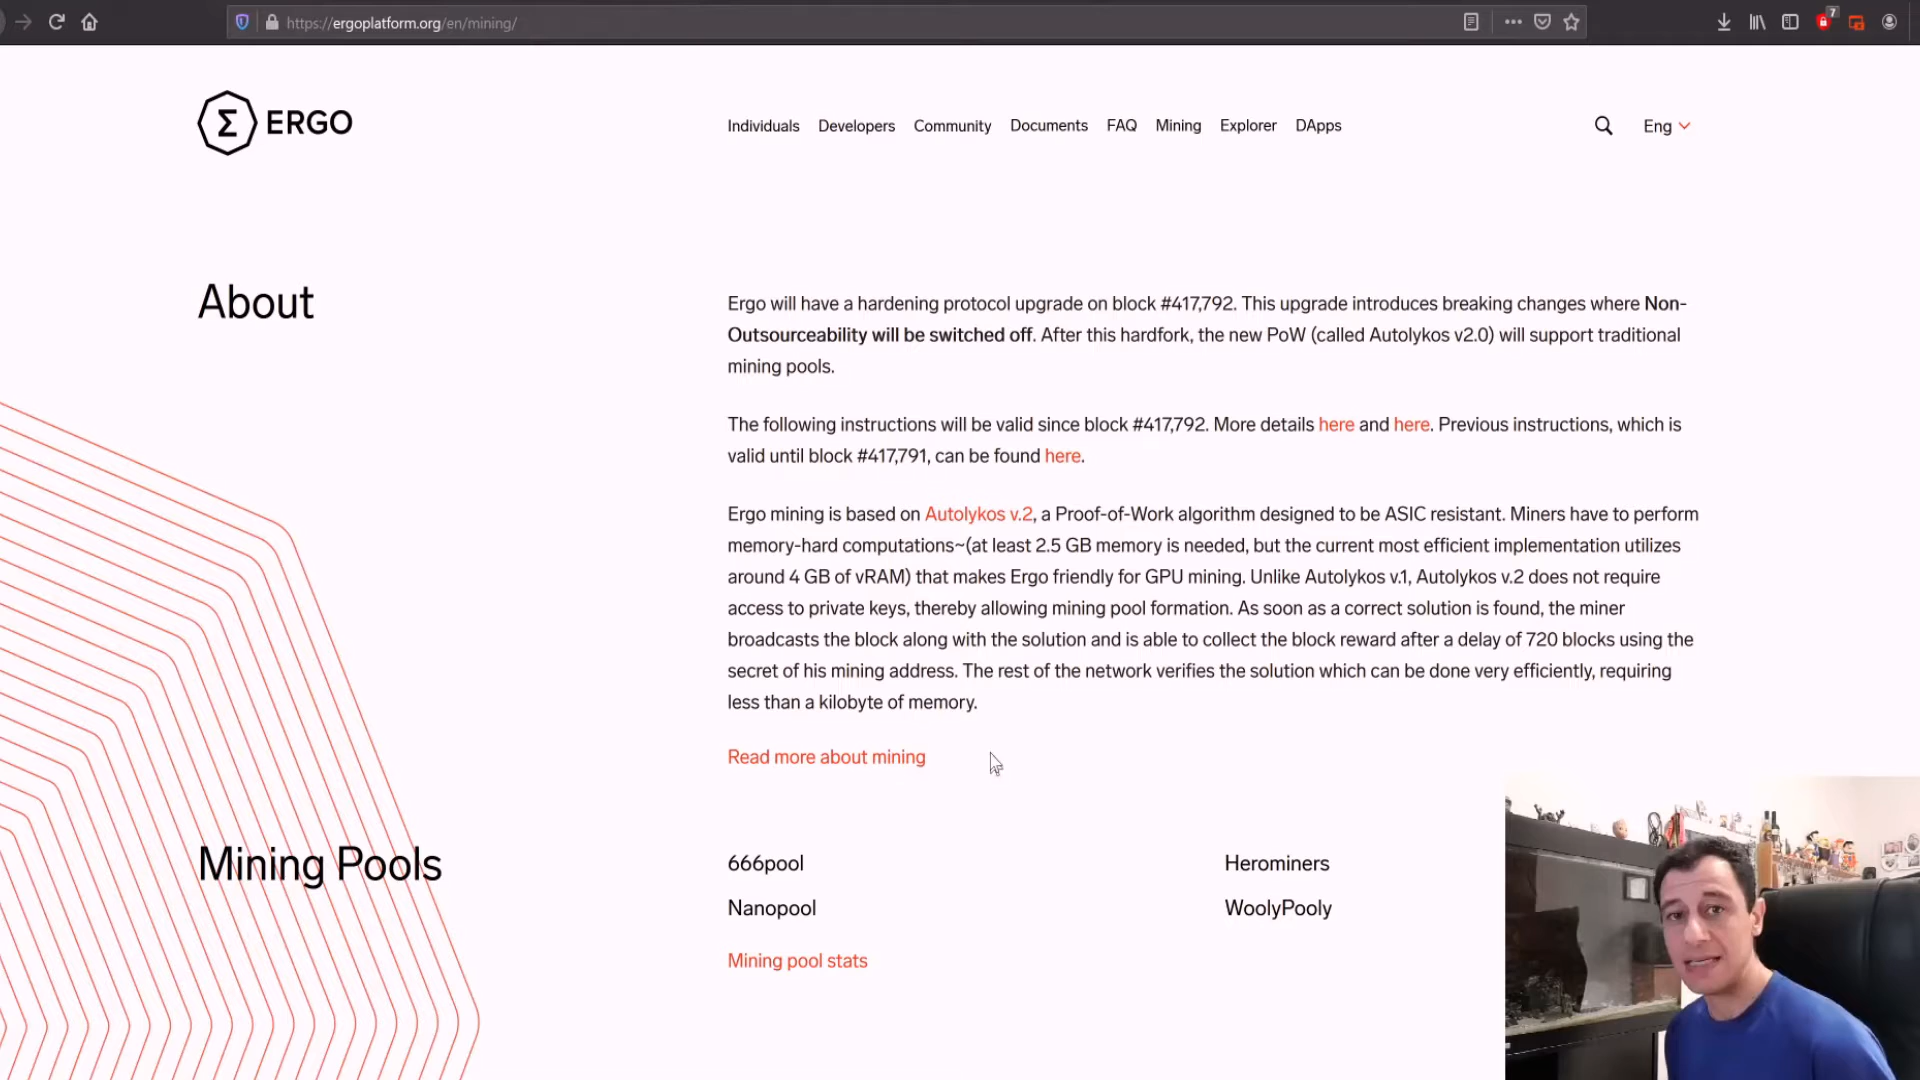 https://ergoplatform.org/en/mining/
7
Σ ERGO
Individuals Developers Community Documents FAQ Mining Explorer DApps
Eng
About
Ergo will have a hardening protocol upgrade on block #417,792. This upgrade introduces breaking changes where Non-
Outsourceability will be switched off. After this hardfork, the new PoW (called Autolykos v2.0) will support traditional
mining pools.
The following instructions will be valid since block #417,792. More details here and here. Previous instructions, which is
valid until block #417,791, can be found here.
Ergo mining is based on Autolykos v.2, a Proof-of-Work algorithm designed to be ASIC resistant. Miners have to perform
memory-hard computations~(at least 2.5 GB memory is needed, but the current most efficient implementation utilizes
around 4 GB of vRAM) that makes Ergo friendly for GPU mining. Unlike Autolykos v.1, Autolykos v.2 does not require
access to private keys, thereby allowing mining pool formation. As soon as a correct solution is found, the miner
broadcasts the block along with the solution and is able to collect the block reward after a delay of 720 blocks using the
secret of his mining address. The rest of the network verifies the solution which can be done very efficiently, requiring
less than a kilobyte of memory.
Read more about mining
Mining Pools
666pool
Herominers
Nanopool
WoolyPooly
Mining pool stats